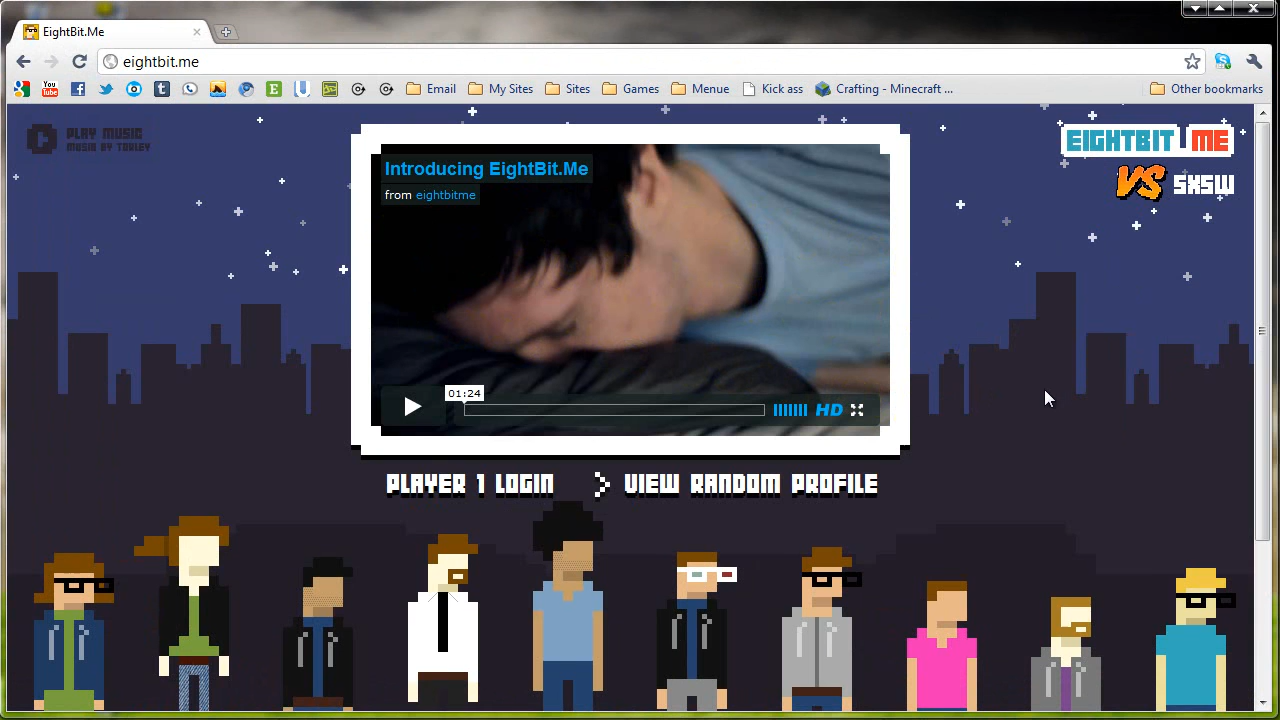 EightBit.Me
eightbit.me
You
Tube
Email
My Sites
Sites
Games
Menue
Kick ass
Crafting - Minecraft ...
Other bookmarks
PLAY MUSIC
MUSIC BY TORLEY
EIGHTBIT ME
VS SXSW
Introducing EightBit.Me
from eightbitme
01:24
HD
PLAYER 1 LOGIN
VIEW RANDOM PROFILE